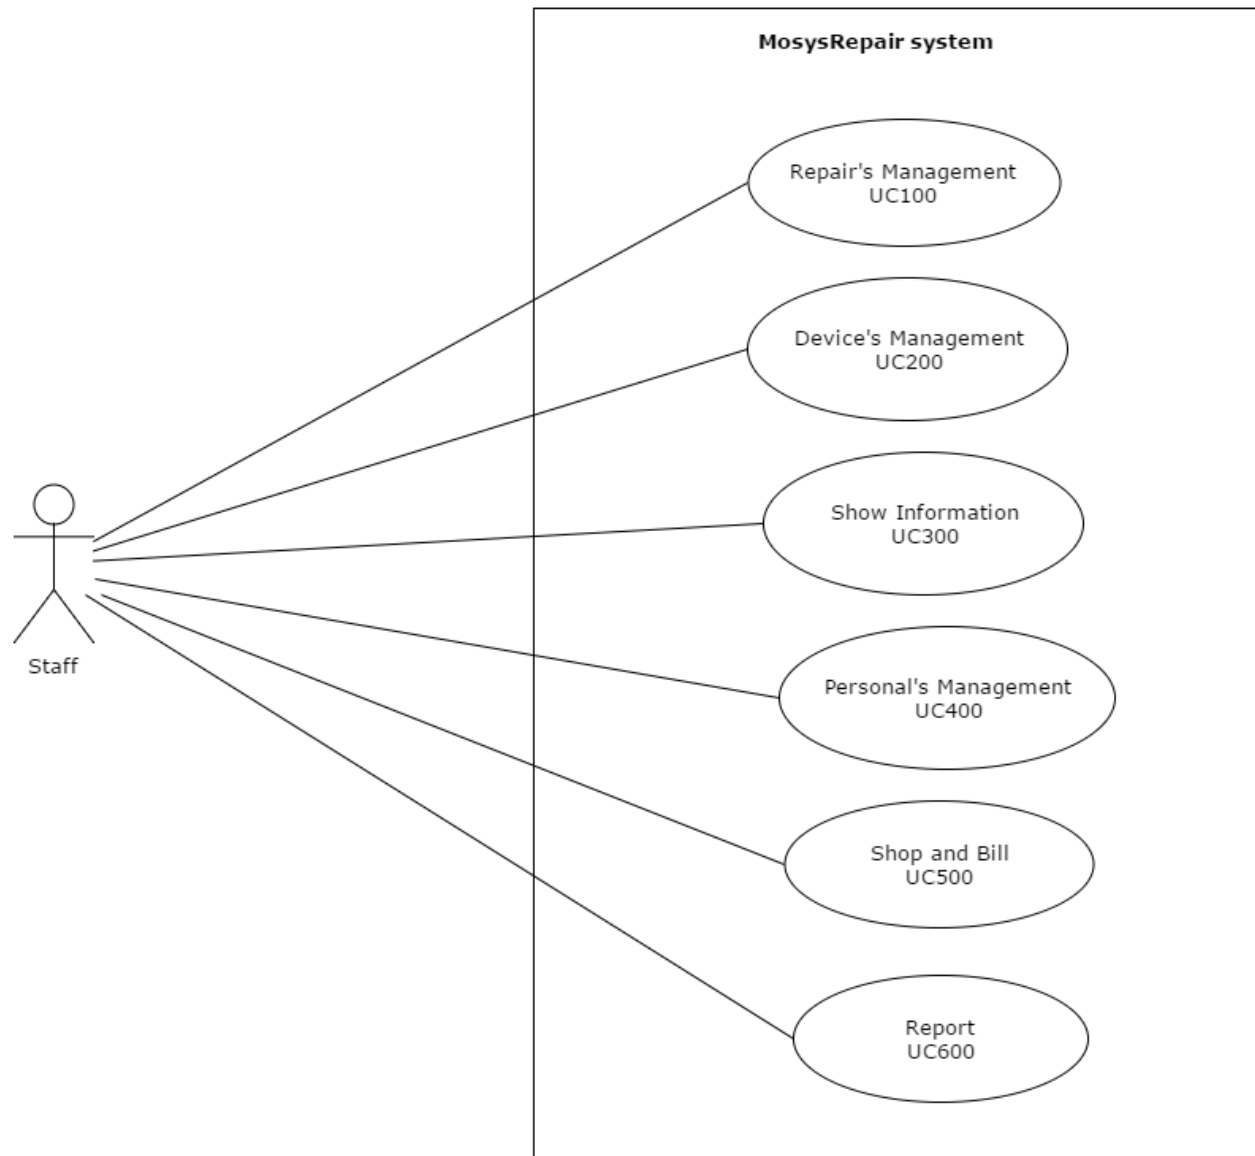 MosysRepair system
Repair's Management
UC100
Device's Management
UC200
Show Information
UC300
Staff
Personal's Management
UC400
Shop and Bill
UC500
Report
UC600